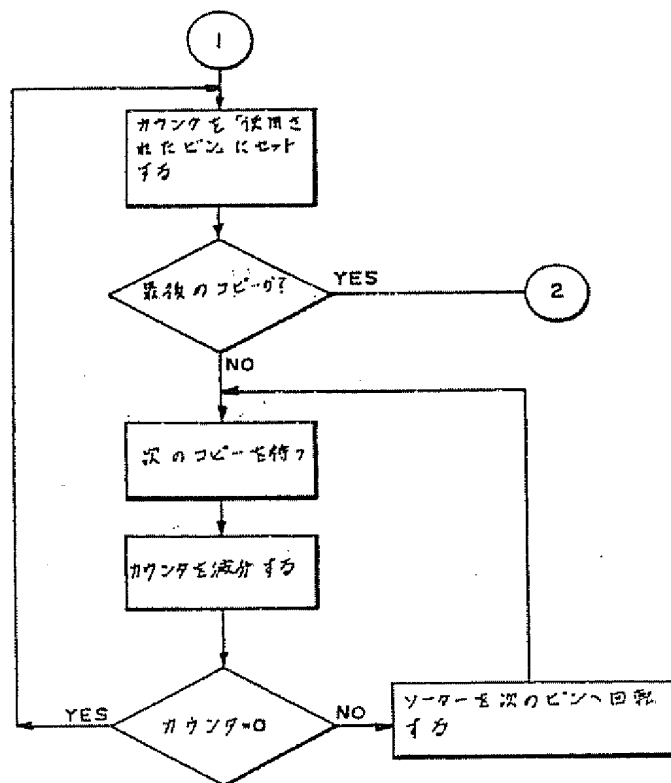 1
カウンタを「使用さ
れたビン」にセット
する
最後のコピーか?
YES
2
NO
次のコピーを待つ
カウンタを減分する
カウンタ=0
YES
NO
ソーターを次のビンへ回転
する